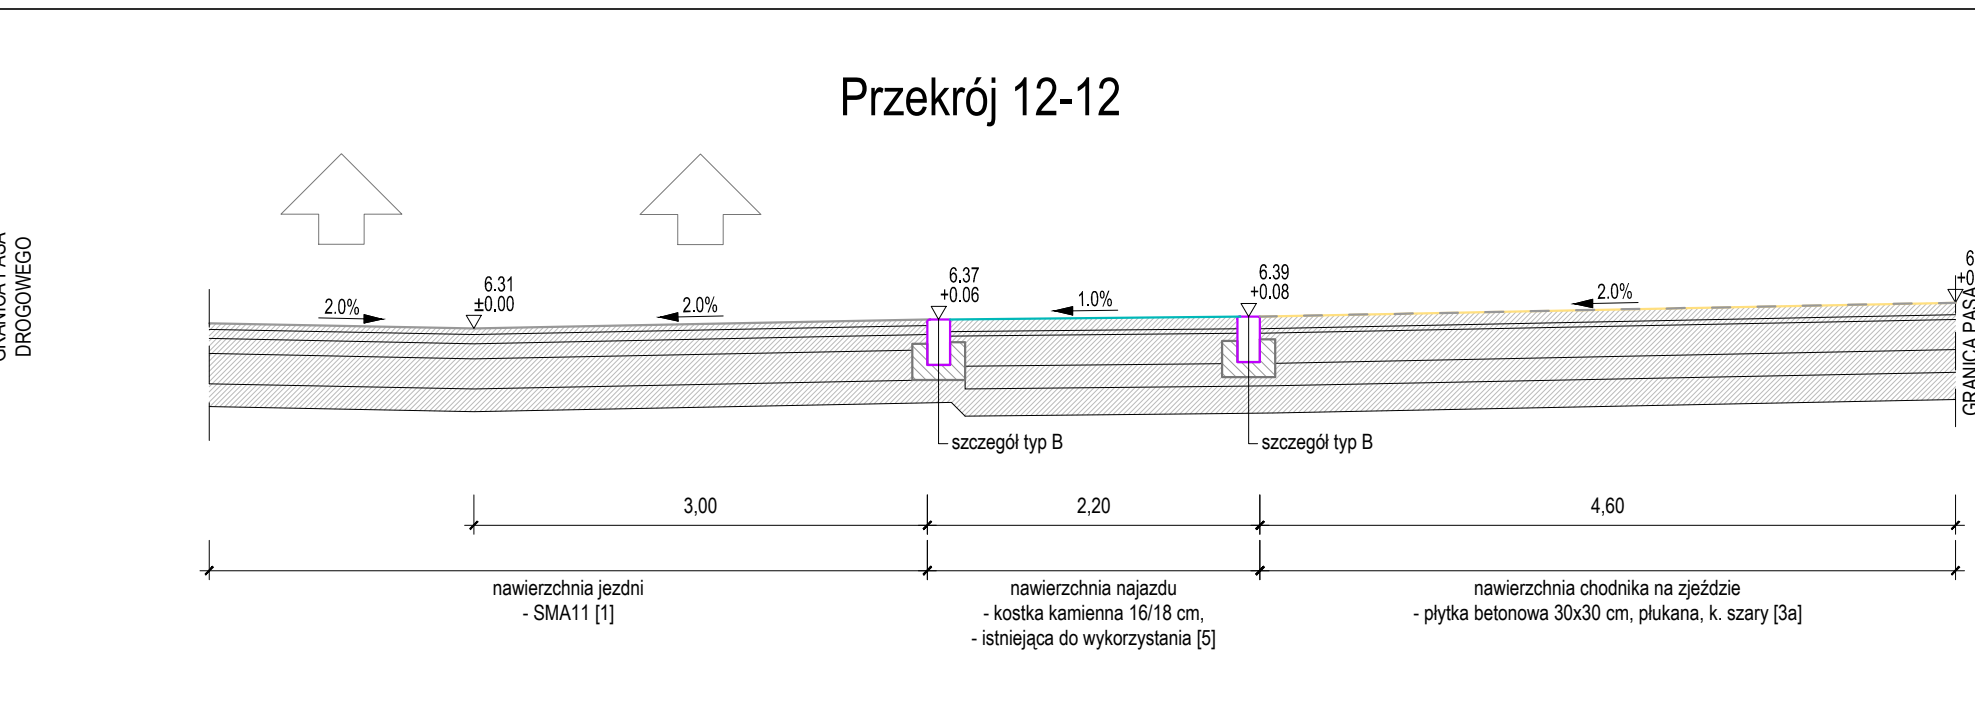 Przekrój 12-12
DROGOWEGO
2.0%
6.31
±0.00
2.0%
6.37
+0.06
1.0%
6.39
+0.08
2.0%
GRANICA PASA
szczegół typ B
szczegół typ B
3,00
2,20
4,60
nawierzchnia jezdni
- SMA11 [1]
nawierzchnia najazdu
- kostka kamienna 16/18 cm,
- istniejąca do wykorzystania [5]
nawierzchnia chodnika na zjeździe
- płytka betonowa 30x30 cm, płukana, k. szary [3a]